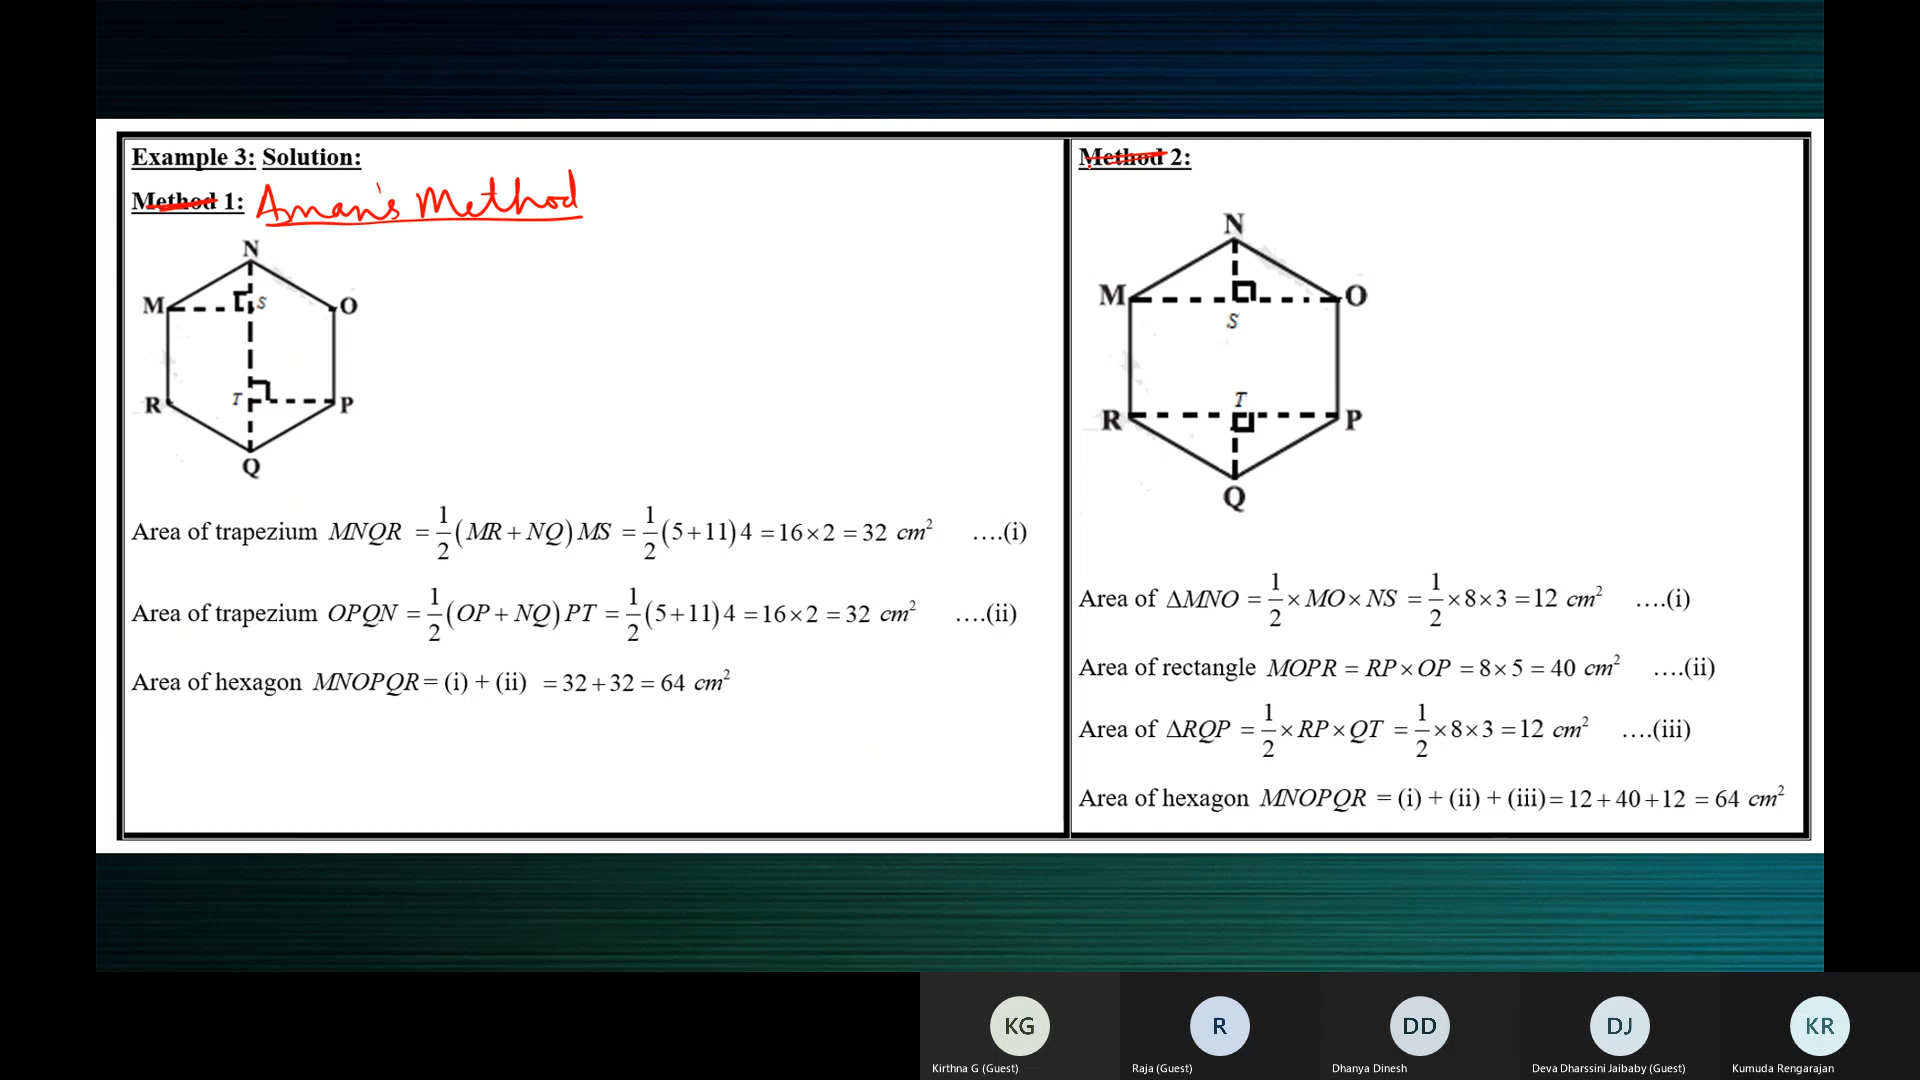 Example 3: Solution:
Method 1: Aman's Method
N
M
S
O
R
T
P
Q
Area of trapezium MNQR = 1/2 (MR + NQ) MS = 1/2 (5+11) 4 = 16 × 2 = 32 cm² ….(i)
Area of trapezium OPQN = 1/2 (OP + NQ) PT = 1/2 (5+11) 4 = 16 × 2 = 32 cm² ….(ii)
Area of hexagon MNOPQR = (i) + (ii) = 32 + 32 = 64 cm²
Method 2:
N
M
O
S
T
R
P
Q
Area of ΔMNO = 1/2 × MO × NS = 1/2 × 8 × 3 = 12 cm² ….(i)
Area of rectangle MOPR = RP × OP = 8 × 5 = 40 cm² ….(ii)
Area of ΔRQP = 1/2 × RP × QT = 1/2 × 8 × 3 = 12 cm² ….(iii)
Area of hexagon MNOPQR = (i) + (ii) + (iii) = 12 + 40 + 12 = 64 cm²
KG
R
DD
DJ
KR
Kirthna G (Guest)
Raja (Guest)
Dhanya Dinesh
Deva Dharssini Jaibaby (Guest)
Kumuda Rengarajan